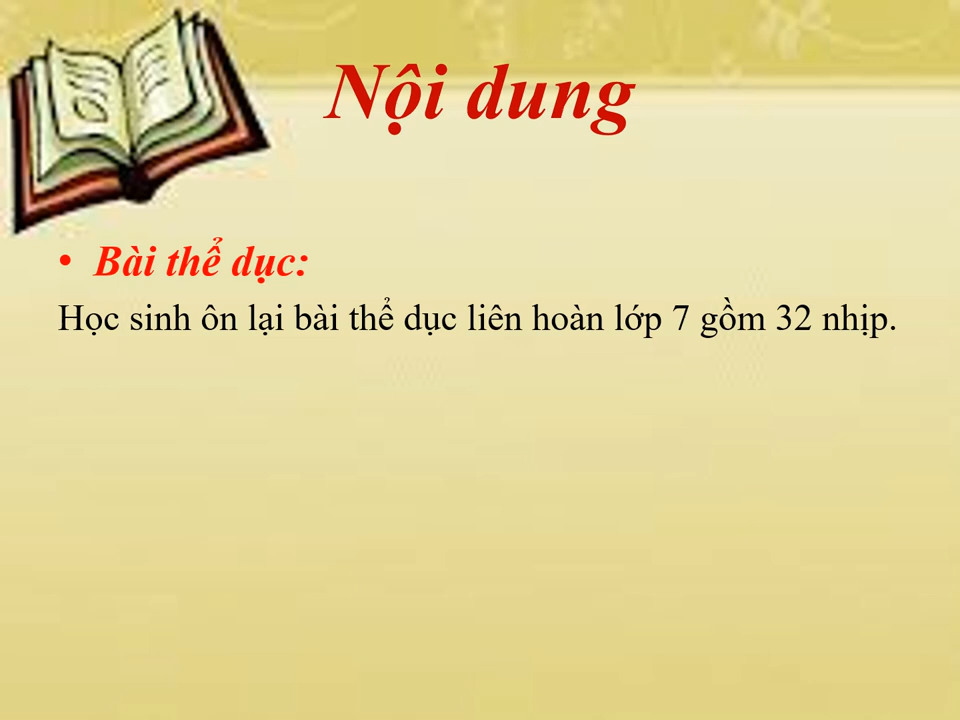 Nội dung
• Bài thể dục:
Học sinh ôn lại bài thể dục liên hoàn lớp 7 gồm 32 nhịp.